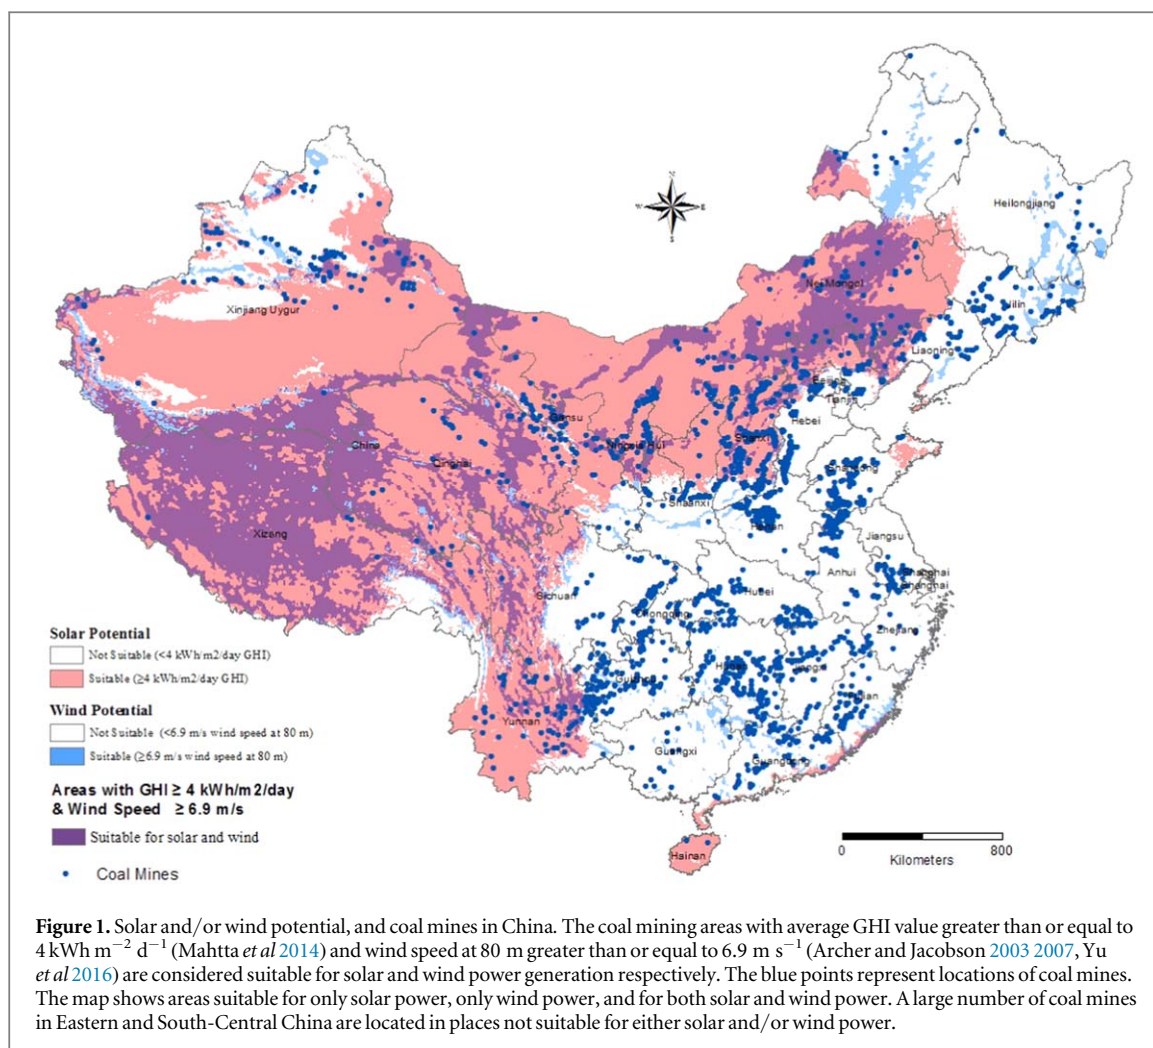 N
W
E
S
Heilongjiang
Nei Mongol
Jilin
Xinjiang Uygur
Liaoning
Beijing
Tianjin
Hebei
Gansu
Ningxia Hui
Shanxi
China
Qinghai
Shandong
Shaanxi
Henan
Xizang
Jiangsu
Anhui
Shanghai
Shanghai
Sichuan
Hubei
Chongqing
Zhejiang
Hunan
Jiangxi
Guizhou
Fujian
Yunnan
Guangxi
Guangdong
Hainan
Solar Potential
Not Suitable (<4 kWh/m2/day GHI)
Suitable (≥4 kWh/m2/day GHI)
Wind Potential
Not Suitable (<6.9 m/s wind speed at 80 m)
Suitable (≥6.9 m/s wind speed at 80 m)
Areas with GHI ≥ 4 kWh/m2/day
& Wind Speed ≥ 6.9 m/s
Suitable for solar and wind
Coal Mines
0 800
Kilometers
Figure 1. Solar and/or wind potential, and coal mines in China. The coal mining areas with average GHI value greater than or equal to
4 kWh m⁻² d⁻¹ (Mahtta et al 2014) and wind speed at 80 m greater than or equal to 6.9 m s⁻¹ (Archer and Jacobson 2003 2007, Yu
et al 2016) are considered suitable for solar and wind power generation respectively. The blue points represent locations of coal mines.
The map shows areas suitable for only solar power, only wind power, and for both solar and wind power. A large number of coal mines
in Eastern and South-Central China are located in places not suitable for either solar and/or wind power.